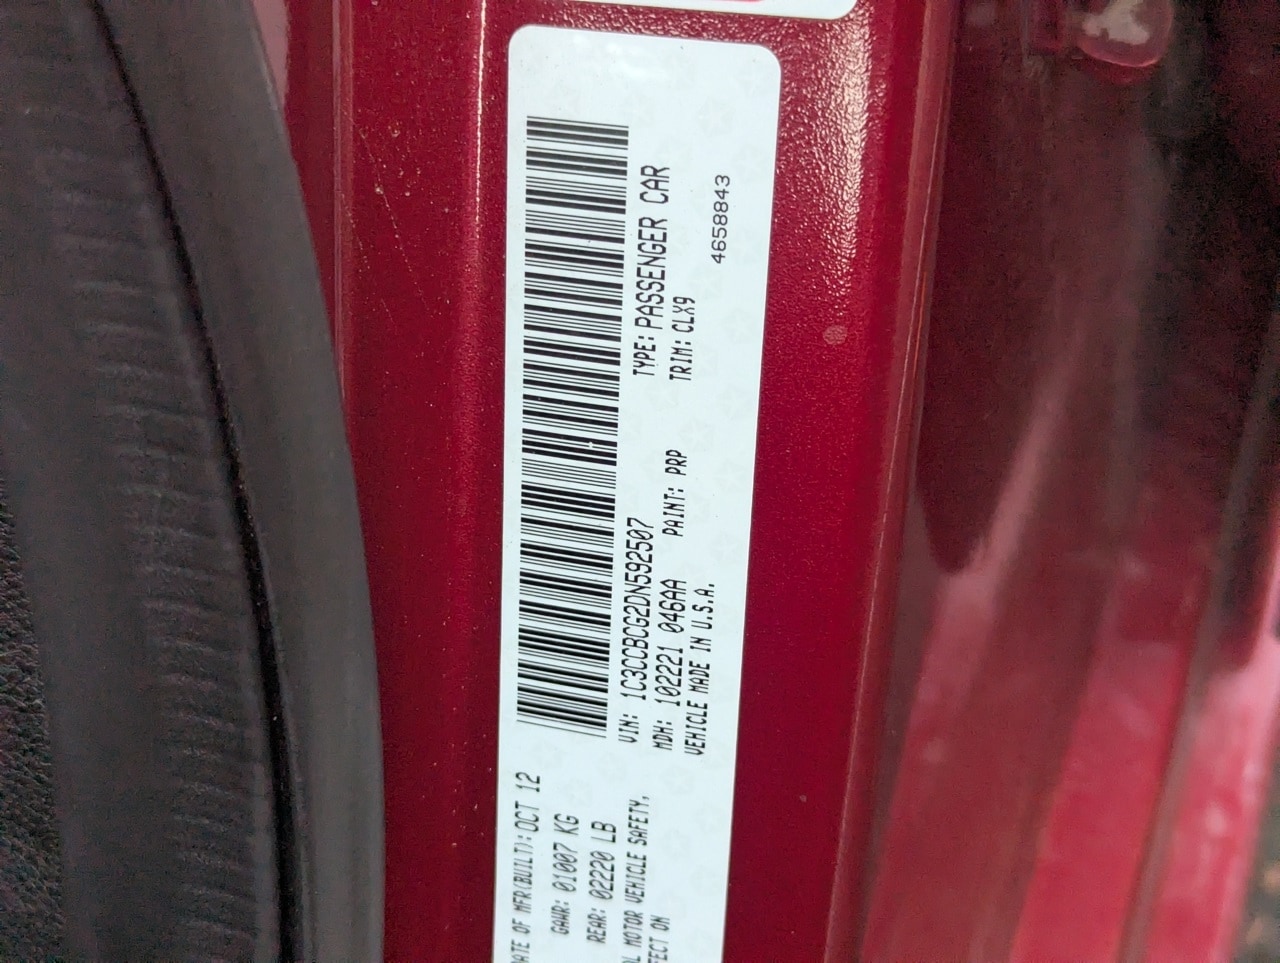 ATE OF MFR(BUILT): OCT 12
GAWR: 01007 KG
REAR: 02220 LB
MOTOR VEHICLE SAFETY,
ON
VIN: 1C3CCBCG2DN592507
MDH: 102221 046AA PAINT: PRP
VEHICLE MADE IN U.S.A.
TYPE: PASSENGER CAR
TRIM: CLX9
4658843